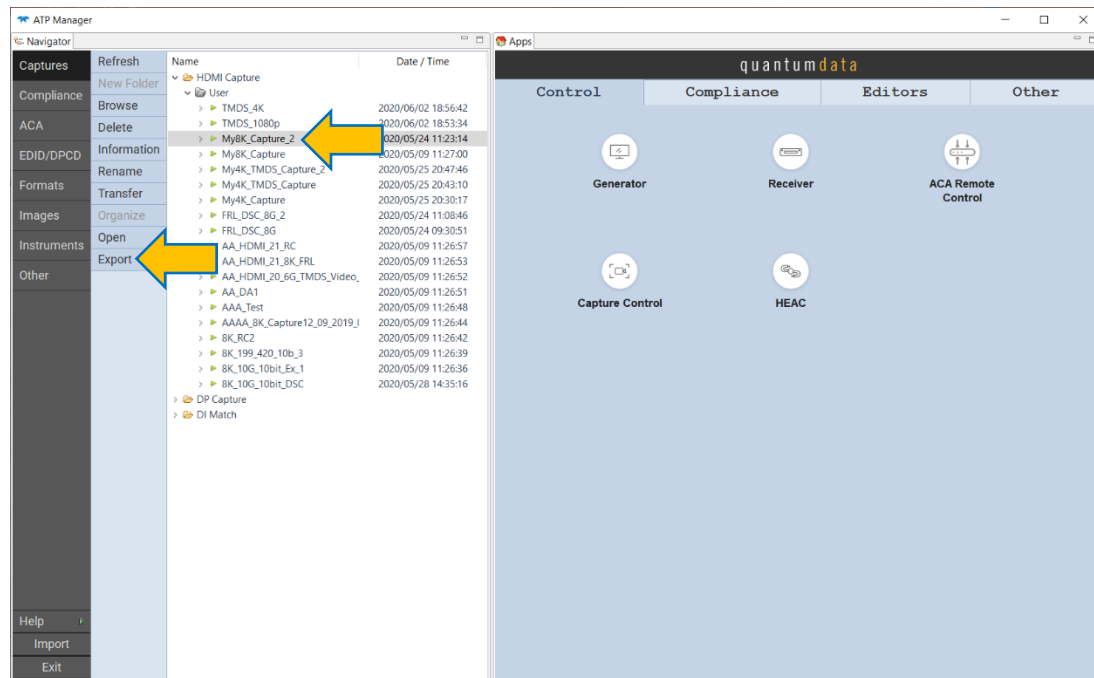 ATP Manager
Navigator
Apps
Captures
Compliance
ACA
EDID/DPCD
Formats
Images
Instruments
Other
Help
Import
Exit
Refresh
New Folder
Browse
Delete
Information
Rename
Transfer
Organize
Open
Export
Name Date / Time
HDMI Capture
User
TMDS_4K 2020/06/02 18:56:42
TMDS_1080p 2020/06/02 18:53:34
My8K_Capture_2 2020/05/24 11:23:14
My8K_Capture 2020/05/09 11:27:00
My4K_TMDS_Capture_2 2020/05/25 20:47:46
My4K_TMDS_Capture 2020/05/25 20:43:10
My4K_Capture 2020/05/25 20:30:17
FRL_DSC_8G_2 2020/05/24 11:08:46
FRL_DSC_8G 2020/05/24 09:30:51
AA_HDMI_21_RC 2020/05/09 11:26:57
AA_HDMI_21_8K_FRL 2020/05/09 11:26:53
AA_HDMI_20_6G_TMDS_Video_ 2020/05/09 11:26:52
AA_DA1 2020/05/09 11:26:51
AAA_Test 2020/05/09 11:26:48
AAAA_8K_Capture12_09_2019_( 2020/05/09 11:26:44
8K_RC2 2020/05/09 11:26:42
8K_199_420_10b_3 2020/05/09 11:26:39
8K_10G_10bit_Ex_1 2020/05/09 11:26:36
8K_10G_10bit_DSC 2020/05/28 14:35:16
DP Capture
DI Match
quantumdata
Control Compliance Editors Other
Generator Receiver ACA Remote
Control
Capture Control HEAC